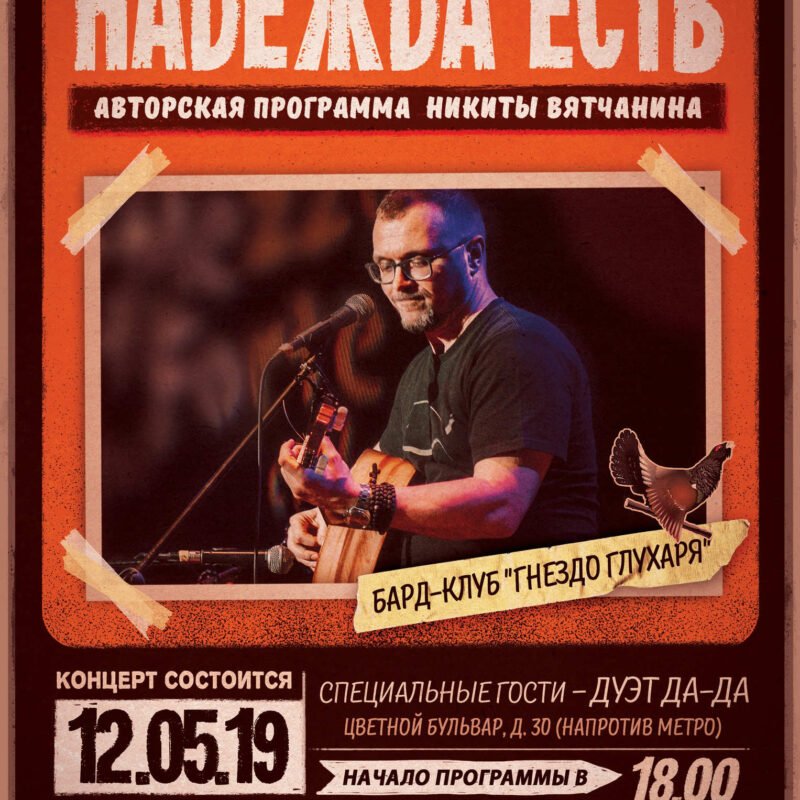 НАДЕЖДА ЕСТЬ
АВТОРСКАЯ ПРОГРАММА НИКИТЫ ВЯТЧАНИНА
БАРД-КЛУБ "ГНЕЗДО ГЛУХАРЯ"
КОНЦЕРТ СОСТОИТСЯ
12.05.19
СПЕЦИАЛЬНЫЕ ГОСТИ – ДУЭТ ДА-ДА
ЦВЕТНОЙ БУЛЬВАР, Д. 30 (НАПРОТИВ МЕТРО)
НАЧАЛО ПРОГРАММЫ В 18.00